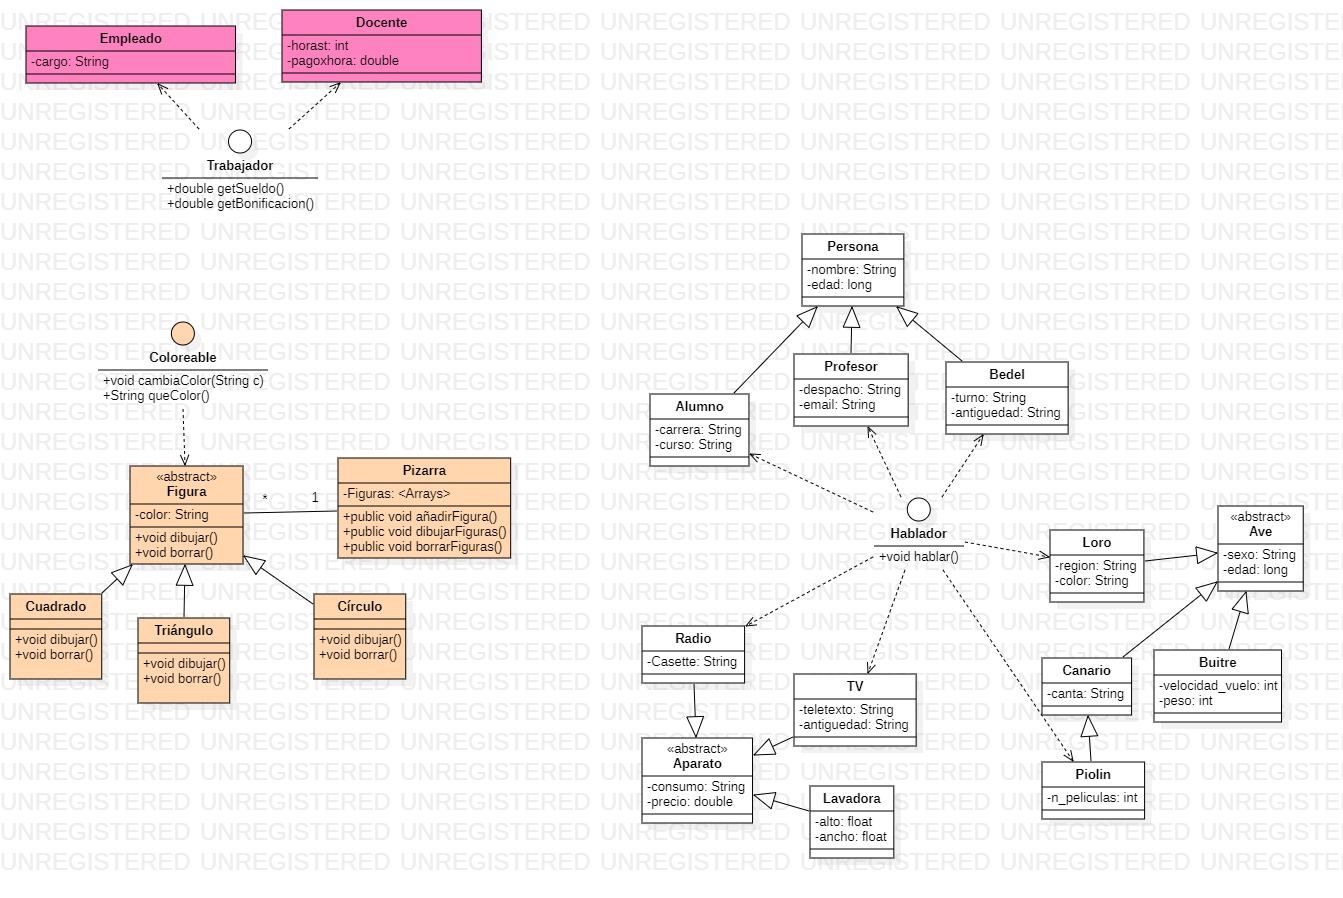 Empleado
-cargo: String
Docente
-horast: int
-pagoxhora: double
Trabajador
+double getSueldo()
+double getBonificacion()
Coloreable
+void cambiaColor(String c)
+String queColor()
«abstract»
Figura
-color: String
+void dibujar()
+void borrar()
* 1
Pizarra
-Figuras: <Arrays>
+public void añadirFigura()
+public void dibujarFiguras()
+public void borrarFiguras()
Cuadrado
+void dibujar()
+void borrar()
Triángulo
+void dibujar()
+void borrar()
Círculo
+void dibujar()
+void borrar()
Persona
-nombre: String
-edad: long
Alumno
-carrera: String
-curso: String
Profesor
-despacho: String
-email: String
Bedel
-turno: String
-antiguedad: String
Hablador
+void hablar()
Loro
-region: String
-color: String
«abstract»
Ave
-sexo: String
-edad: long
Radio
-Casette: String
TV
-teletexto: String
-antiguedad: String
«abstract»
Aparato
-consumo: String
-precio: double
Lavadora
-alto: float
-ancho: float
Canario
-canta: String
Buitre
-velocidad_vuelo: int
-peso: int
Piolin
-n_peliculas: int
UNREGISTERED